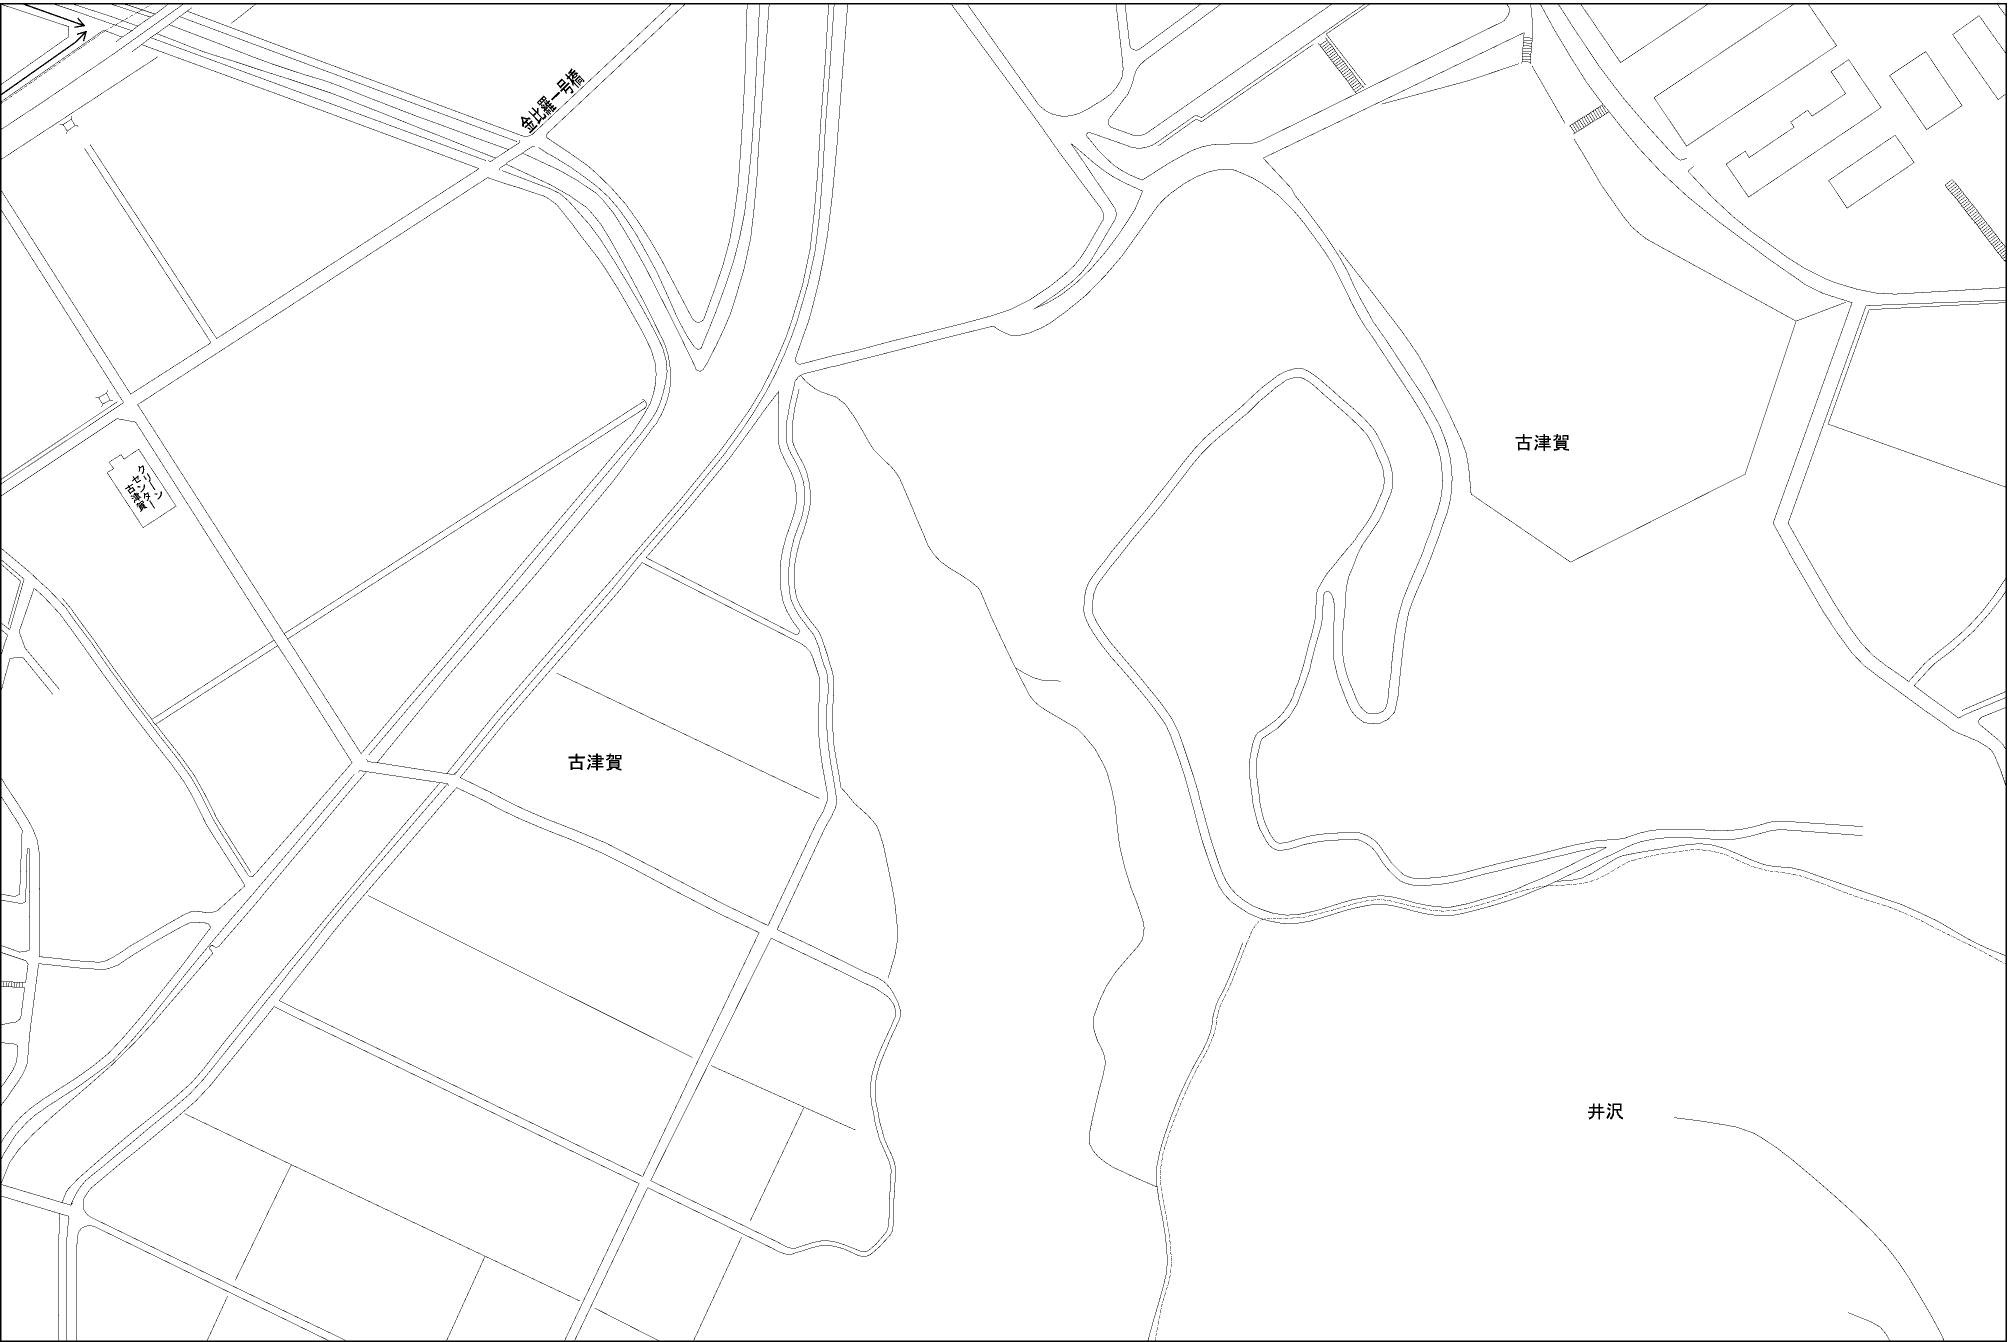 金比羅一号橋
古津賀
古津賀
クリーン
センター
古津賀
井沢